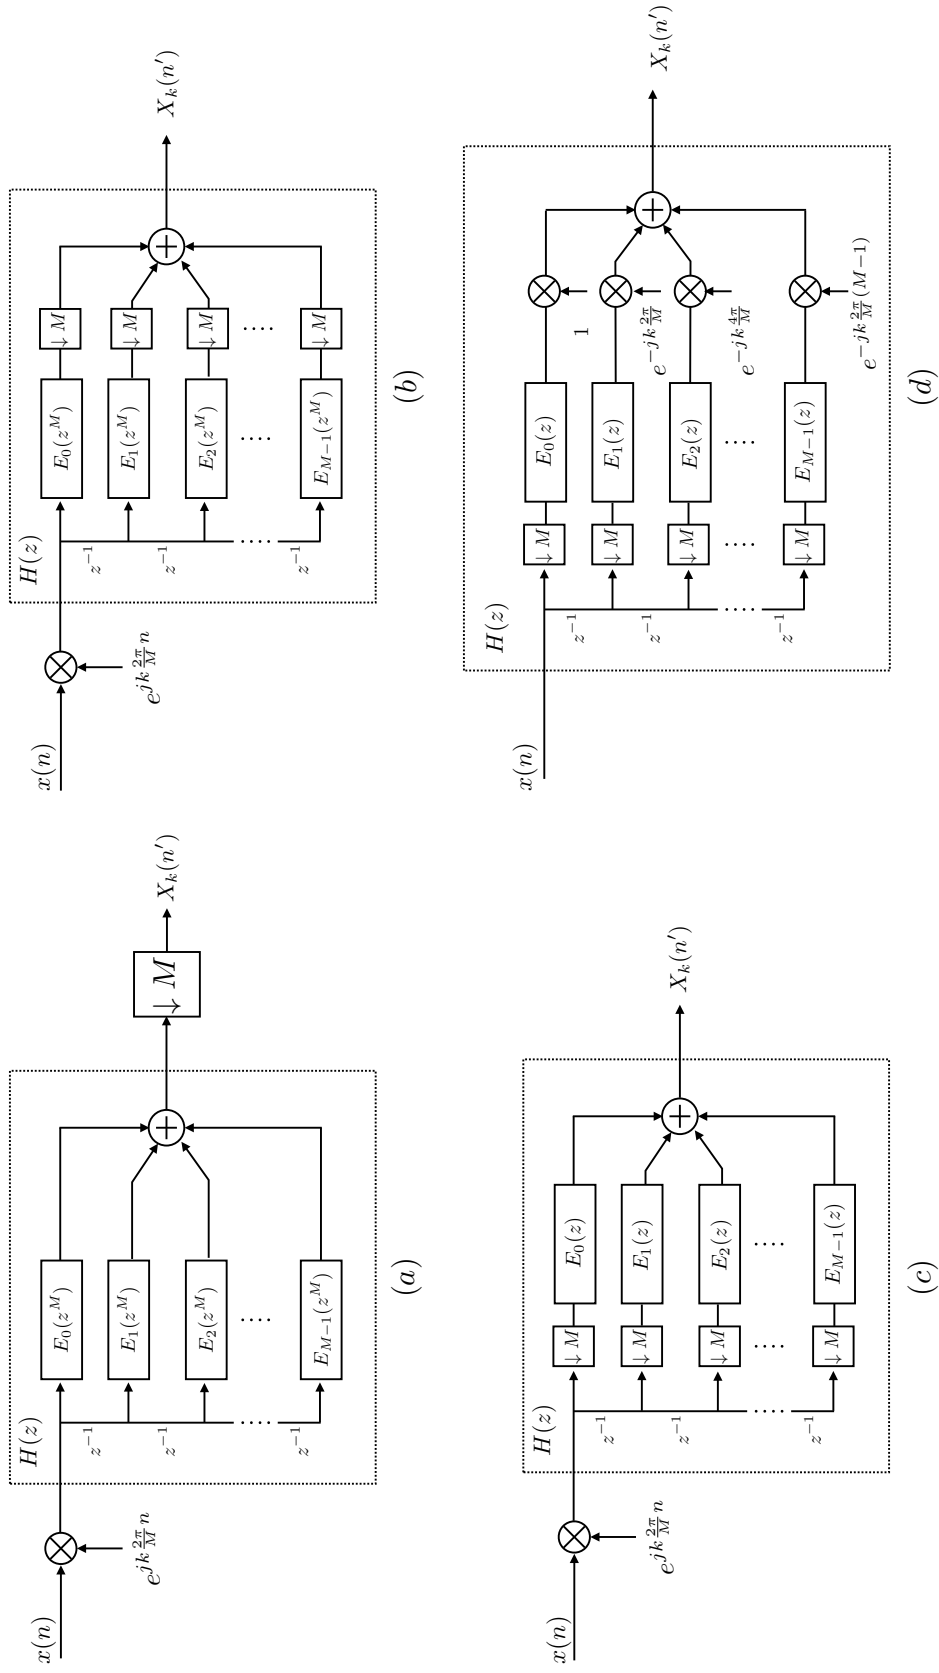 x(n)
e^{jk\frac{2\pi}{M}n}
H(z)
z^{-1}
z^{-1}
z^{-1}
....
E_0(z^M)
E_1(z^M)
E_2(z^M)
....
E_{M-1}(z^M)
+
↓M
X_k(n')
(a)
x(n)
e^{jk\frac{2\pi}{M}n}
H(z)
z^{-1}
z^{-1}
z^{-1}
....
E_0(z^M)
E_1(z^M)
E_2(z^M)
....
E_{M-1}(z^M)
↓M
↓M
↓M
....
↓M
+
X_k(n')
(b)
x(n)
e^{jk\frac{2\pi}{M}n}
H(z)
z^{-1}
z^{-1}
z^{-1}
....
↓M
↓M
↓M
....
↓M
E_0(z)
E_1(z)
E_2(z)
....
E_{M-1}(z)
+
X_k(n')
(c)
x(n)
H(z)
z^{-1}
z^{-1}
z^{-1}
....
↓M
↓M
↓M
....
↓M
E_0(z)
E_1(z)
E_2(z)
....
E_{M-1}(z)
1
e^{-jk\frac{2\pi}{M}}
e^{-jk\frac{4\pi}{M}}
e^{-jk\frac{2\pi}{M}(M-1)}
+
X_k(n')
(d)